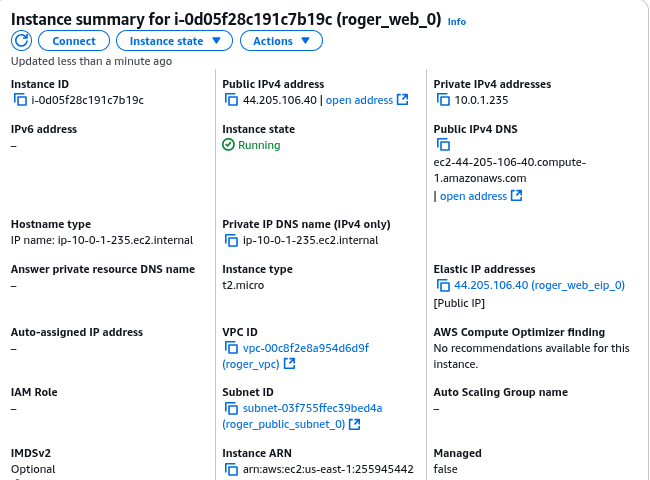 Instance summary for i-0d05f28c191c7b19c (roger_web_0) Info
Connect Instance state Actions
Updated less than a minute ago
Instance ID
i-0d05f28c191c7b19c
Public IPv4 address
44.205.106.40 | open address
Private IPv4 addresses
10.0.1.235
IPv6 address
–
Instance state
Running
Public IPv4 DNS
ec2-44-205-106-40.compute-
1.amazonaws.com
| open address
Hostname type
IP name: ip-10-0-1-235.ec2.internal
Private IP DNS name (IPv4 only)
ip-10-0-1-235.ec2.internal
Answer private resource DNS name
–
Instance type
t2.micro
Elastic IP addresses
44.205.106.40 (roger_web_eip_0)
[Public IP]
Auto-assigned IP address
–
VPC ID
vpc-00c8f2e8a954d6d9f
(roger_vpc)
AWS Compute Optimizer finding
No recommendations available for this
instance.
IAM Role
–
Subnet ID
subnet-03f755ffec39bed4a
(roger_public_subnet_0)
Auto Scaling Group name
–
IMDSv2
Optional
Instance ARN
arn:aws:ec2:us-east-1:255945442
Managed
false